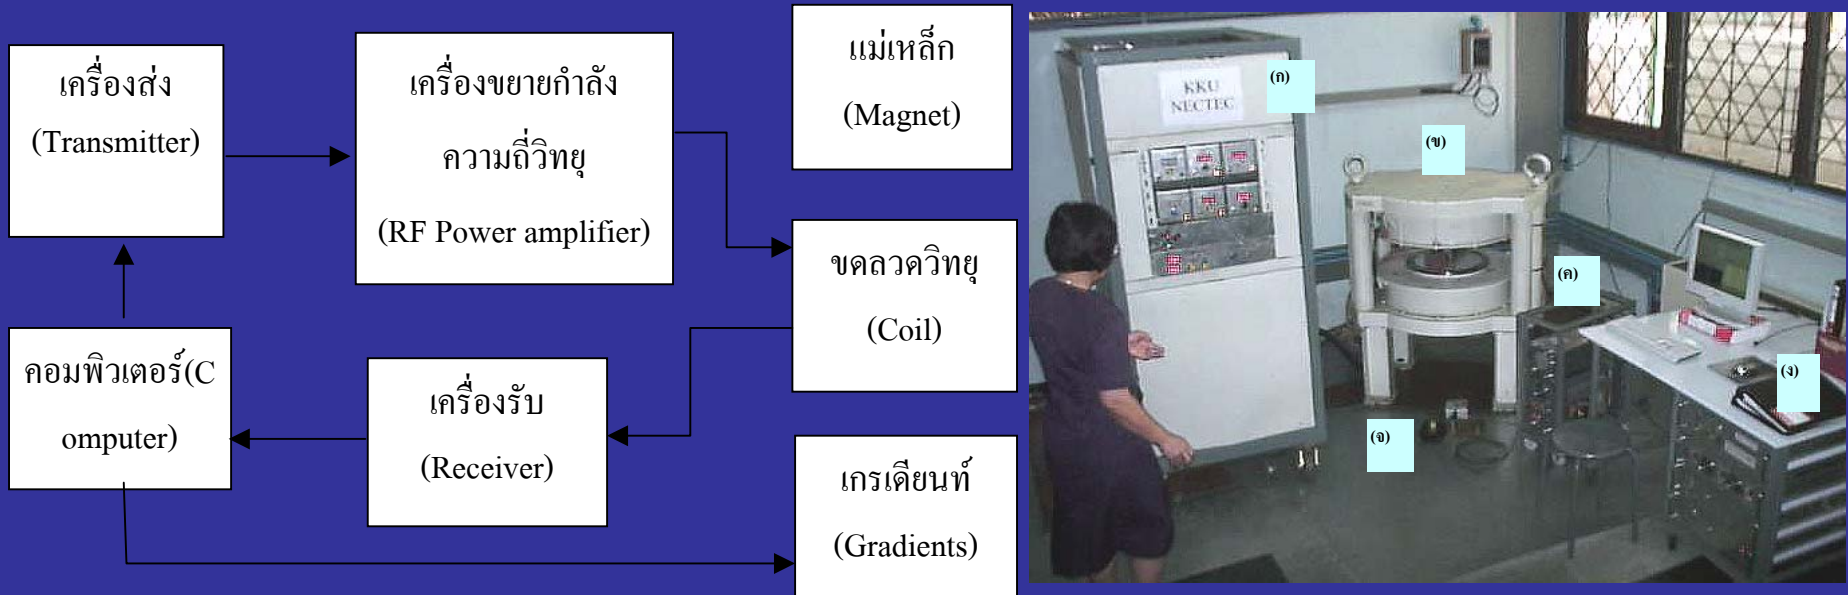 เครื่องส่ง
(Transmitter)
เครื่องขยายกำลัง
ความถี่วิทยุ
(RF Power amplifier)
แม่เหล็ก
(Magnet)
ขดลวดวิทยุ
(Coil)
คอมพิวเตอร์(C
omputer)
เครื่องรับ
(Receiver)
เกรเดียนท์
(Gradients)
KKU
NECTEC
(ก)
(ข)
(ค)
(ง)
(จ)